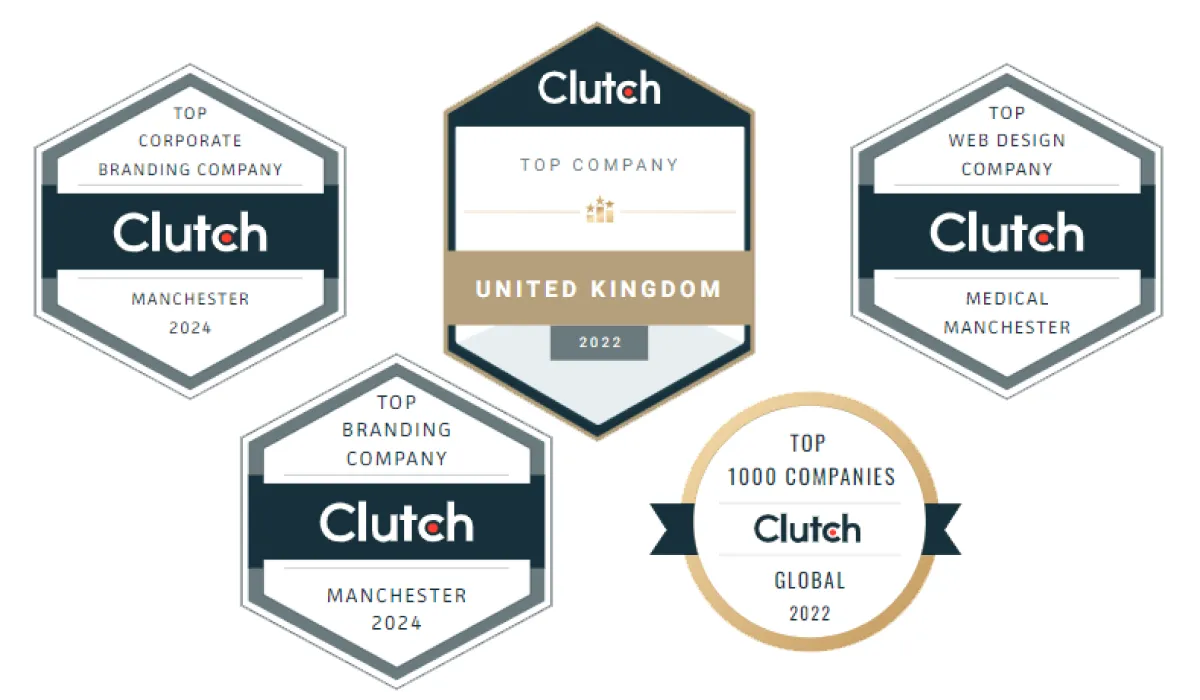 TOP
CORPORATE
BRANDING COMPANY
Clutch
MANCHESTER
2024
Clutch
TOP COMPANY
UNITED KINGDOM
2022
TOP
WEB DESIGN
COMPANY
Clutch
MEDICAL
MANCHESTER
TOP
BRANDING
COMPANY
Clutch
MANCHESTER
2024
TOP
1000 COMPANIES
Clutch
GLOBAL
2022